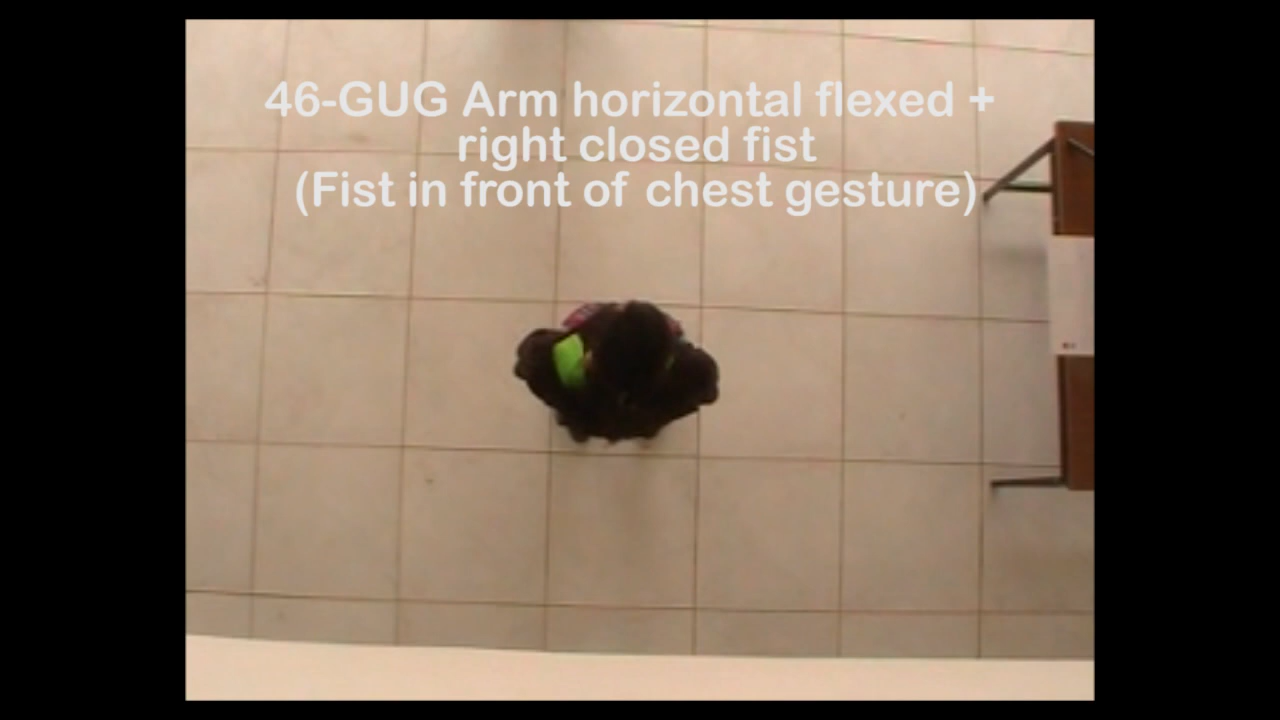 46-GUG Arm horizontal flexed +
right closed fist
(Fist in front of chest gesture)